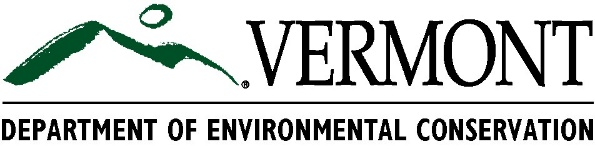 ® VERMONT
DEPARTMENT OF ENVIRONMENTAL CONSERVATION